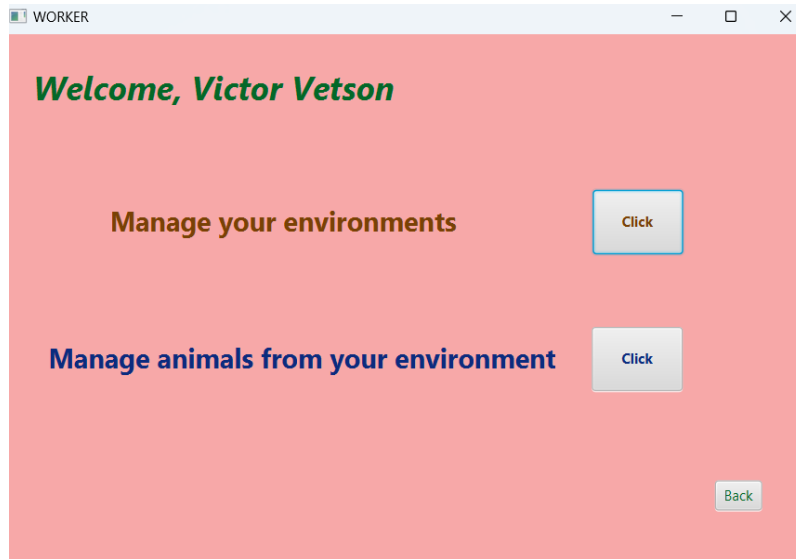 WORKER
Welcome, Victor Vetson
Manage your environments
Click
Manage animals from your environment
Click
Back